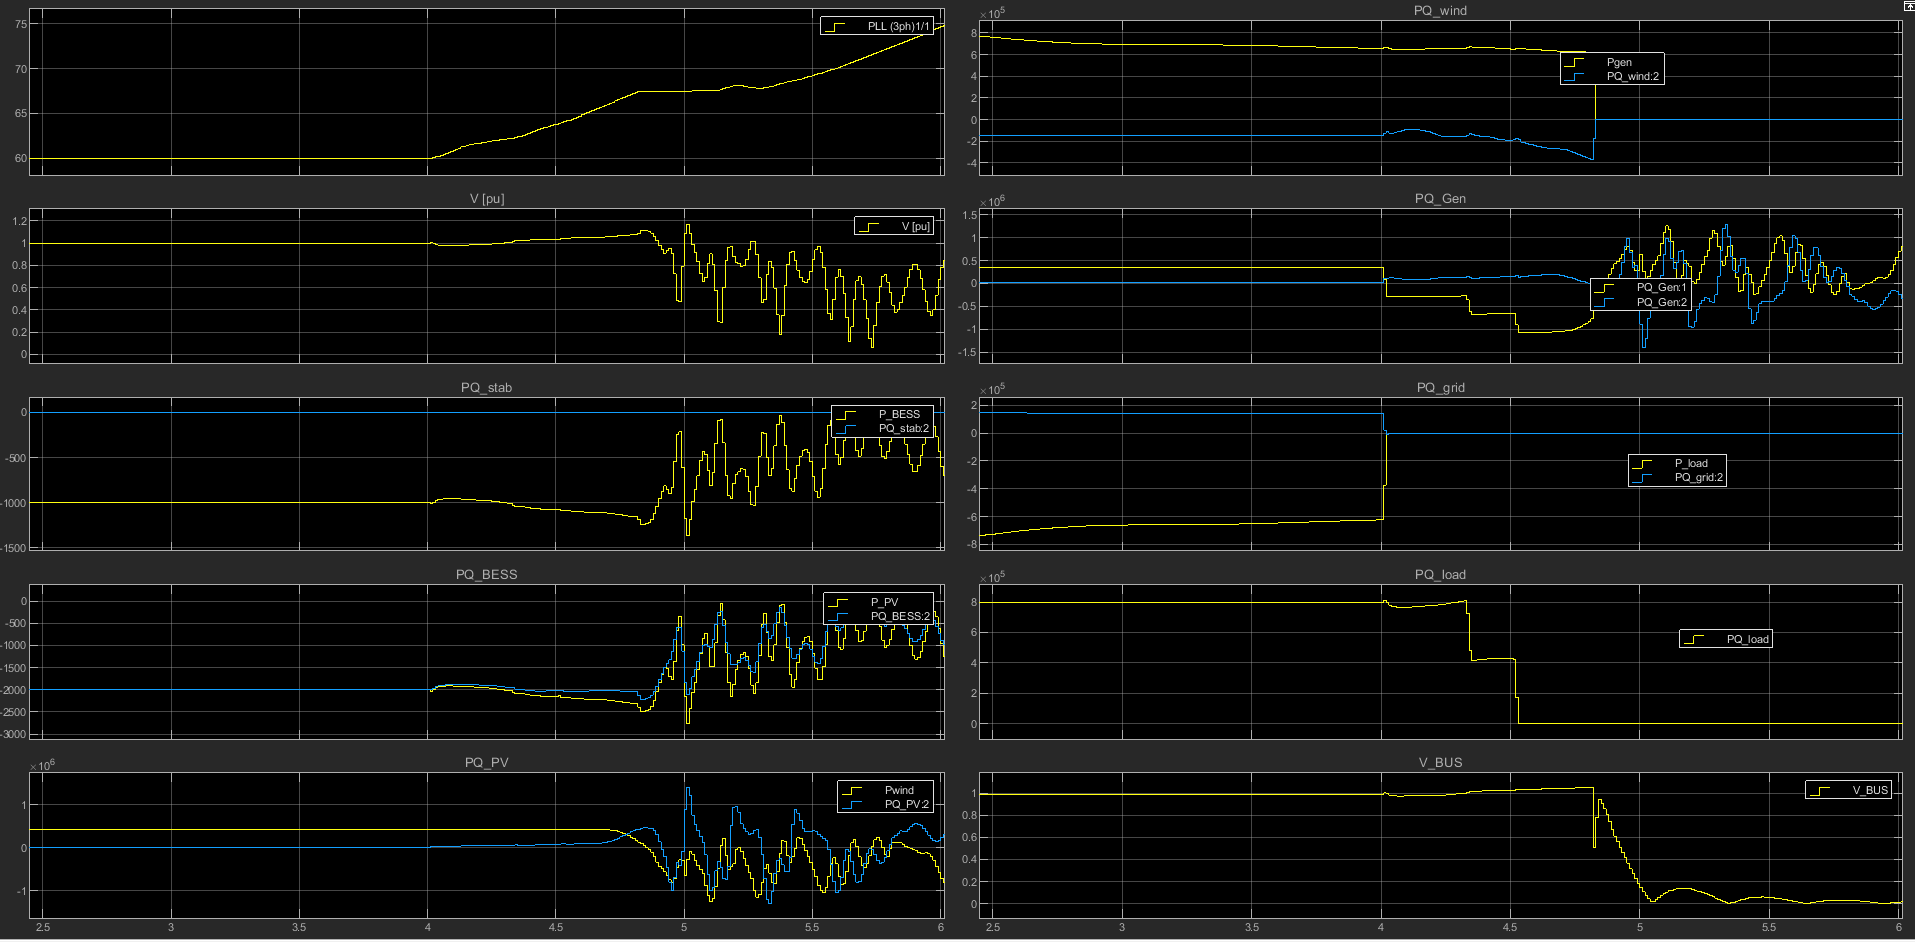 75
70
65
60
PLL (3ph)1/1
V [pu]
1.2
1
0.8
0.6
0.4
0.2
0
V [pu]
PQ_stab
0
-500
-1000
-1500
P_BESS
PQ_stab:2
PQ_BESS
0
-500
-1000
-1500
-2000
-2500
-3000
P_PV
PQ_BESS:2
×10⁶
PQ_PV
1
0
-1
Pwind
PQ_PV:2
2.5 3 3.5 4 4.5 5 5.5 6
×10⁵
PQ_wind
8
6
4
2
0
-2
-4
Pgen
PQ_wind:2
×10⁶
PQ_Gen
1.5
1
0.5
0
-0.5
-1
-1.5
PQ_Gen:1
PQ_Gen:2
×10⁵
PQ_grid
2
0
-2
-4
-6
-8
P_load
PQ_grid:2
×10⁵
PQ_load
8
6
4
2
0
PQ_load
V_BUS
1
0.8
0.6
0.4
0.2
0
V_BUS
2.5 3 3.5 4 4.5 5 5.5 6